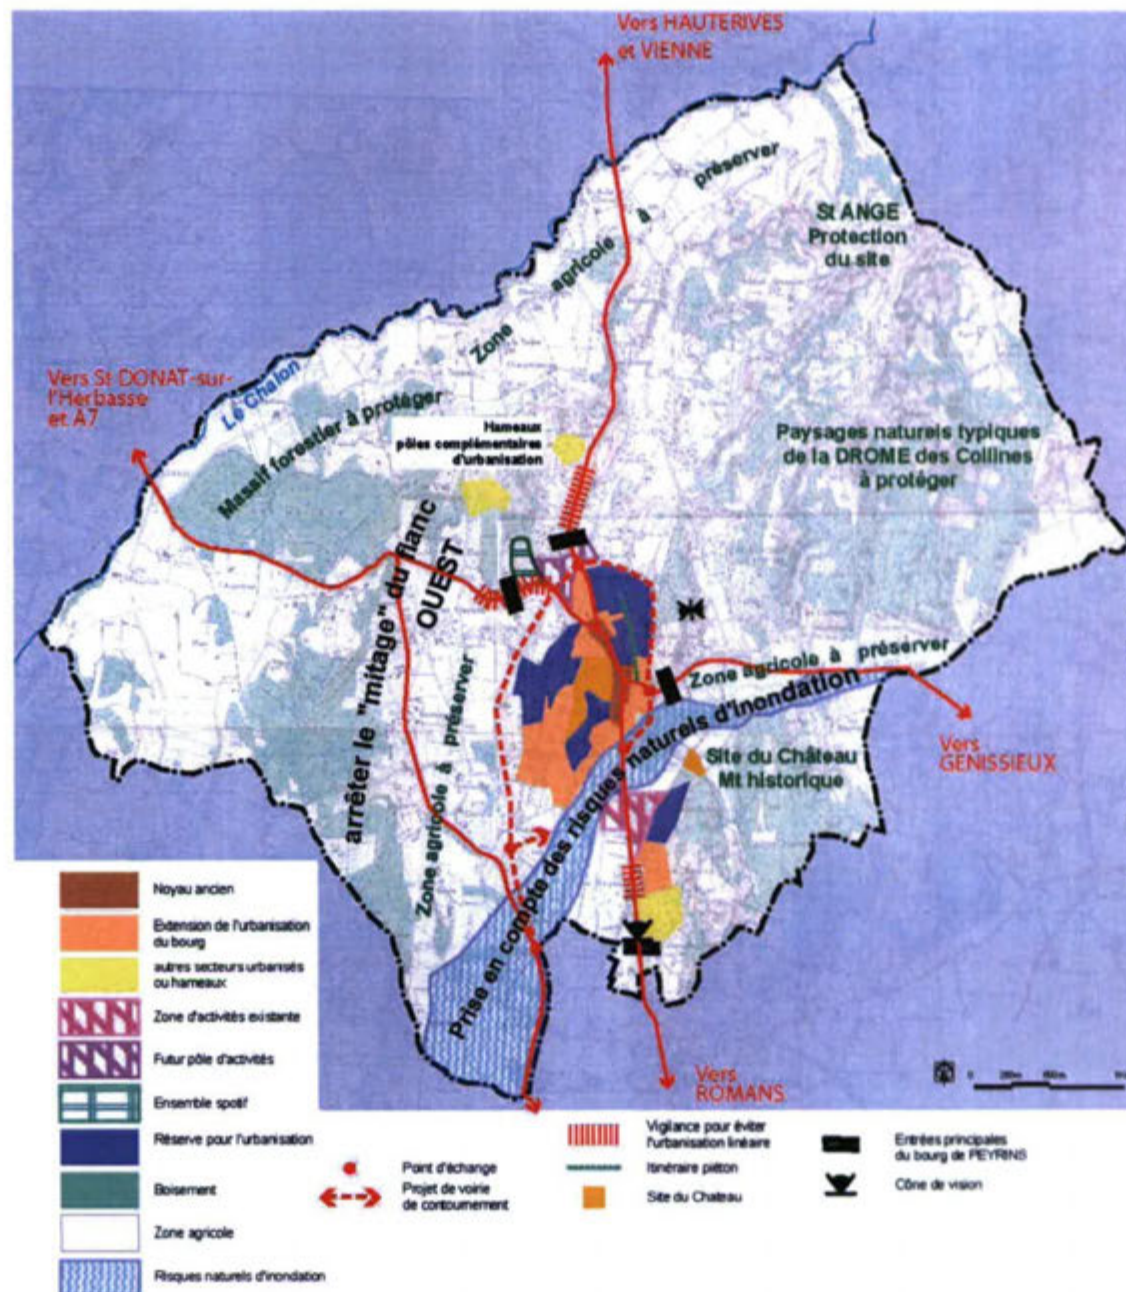 Vers HAUTERIVES
et VIENNE
Zone agricole à préserver
St ANGE
Protection
du site
Vers St DONAT-sur-
l'Herbasse
et A7
Le Chalon
Massif forestier à protéger
Hameaux
pôles complémentaires
d'urbanisation
Paysages naturels typiques
de la DROME des Collines
à protéger
arrêter le "mitage" du flanc
OUEST
Zone agricole à préserver
Zone agricole à préserver
Prise en compte des risques naturels d'inondation
Vers
GENISSIEUX
Site du Château
Mt historique
Vers
ROMANS
Noyau ancien
Extension de l'urbanisation
du bourg
autres secteurs urbanisés
ou hameaux
Zone d'activités existante
Futur pôle d'activités
Ensemble spotif
Réserve pour l'urbanisation
Boisement
Zone agricole
Risques naturels d'inondation
Point d'échange
Projet de voirie
de contournement
Vigilance pour éviter
l'urbanisation linéaire
Itinéraire piéton
Site du Chateau
Entrées principales
du bourg de PEYRINS
Cône de vision
0